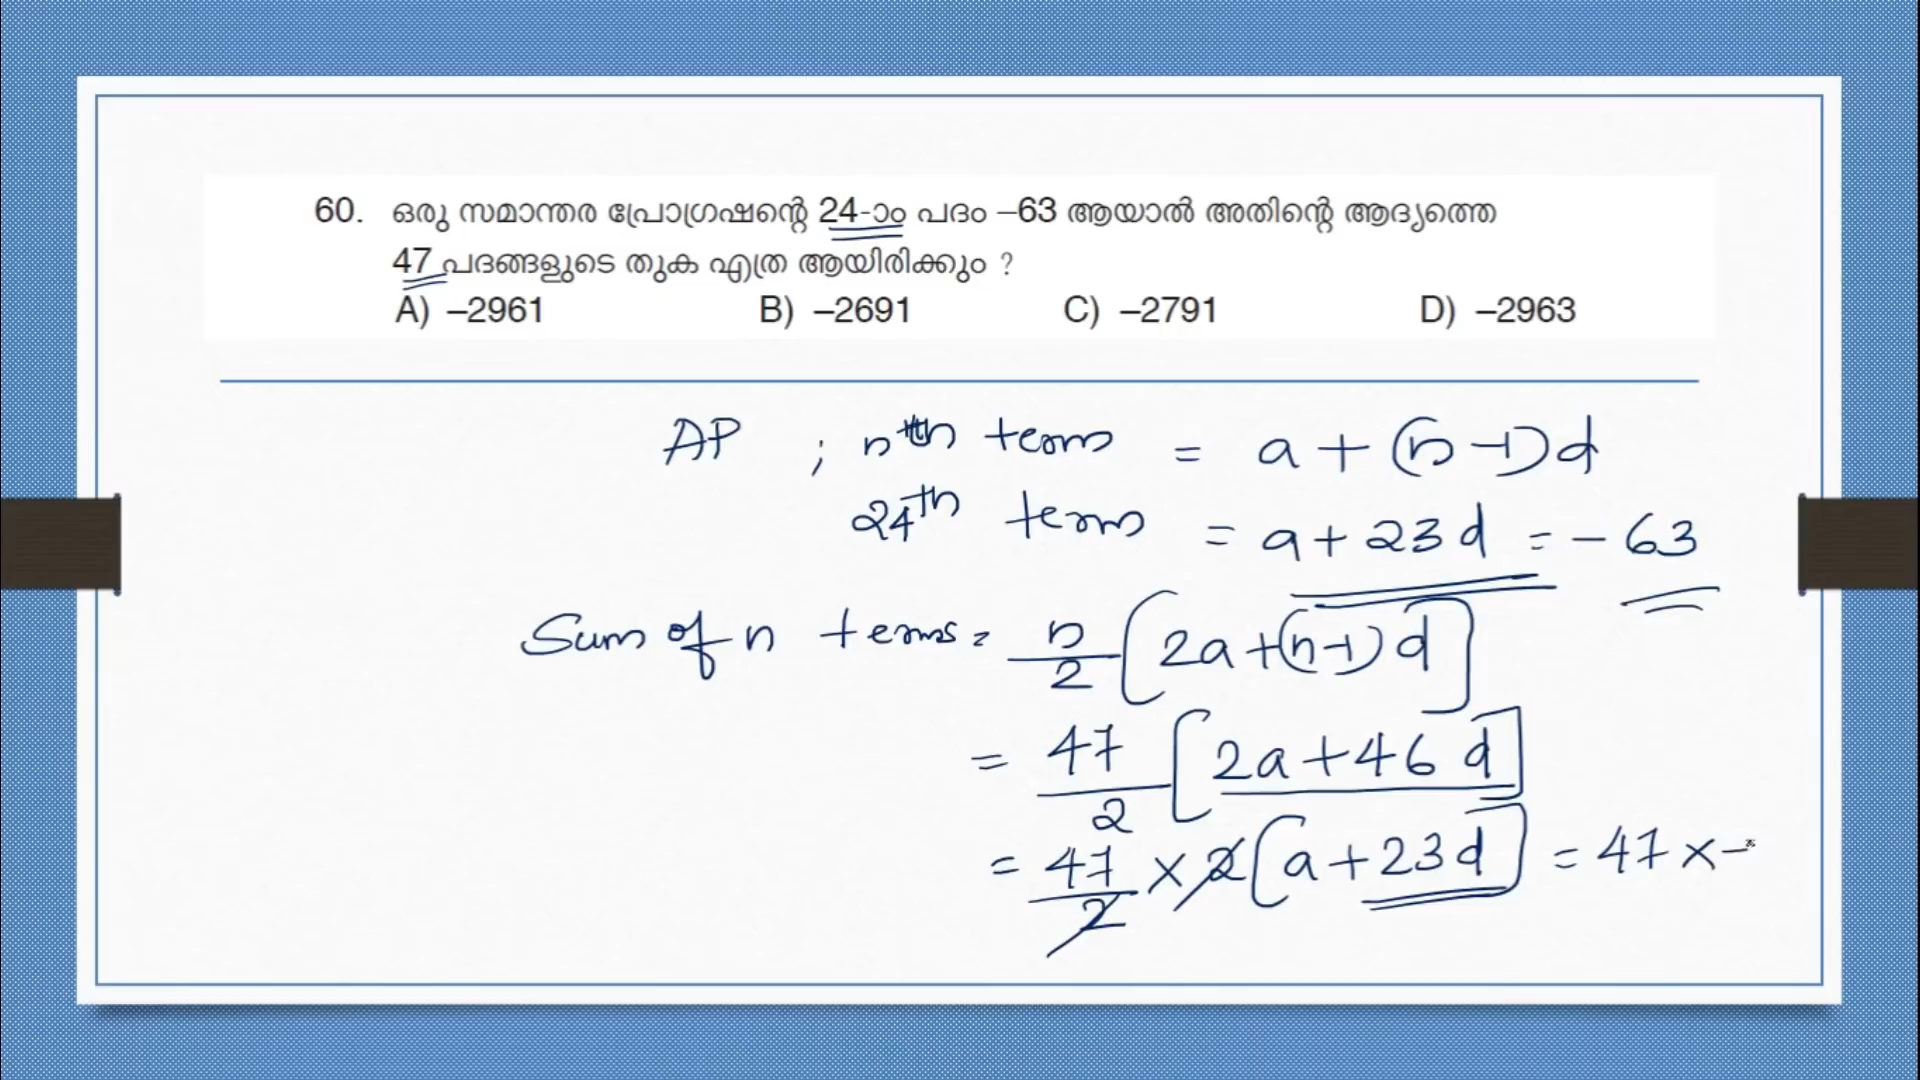 60. ഒരു സമാന്തര പ്രോഗ്രഷന്റെ 24-ാം പദം –63 ആയാൽ അതിന്റെ ആദ്യത്തെ
47 പദങ്ങളുടെ തുക എത്ര ആയിരിക്കും ?
A) –2961 B) –2691 C) –2791 D) –2963
AP ; nth term = a + (n-1)d
24th term = a + 23d = -63
Sum of n terms = n/2 [2a+(n-1)d]
= 47/2 [2a+46d]
= 47/2 × 2 [a+23d] = 47 × -